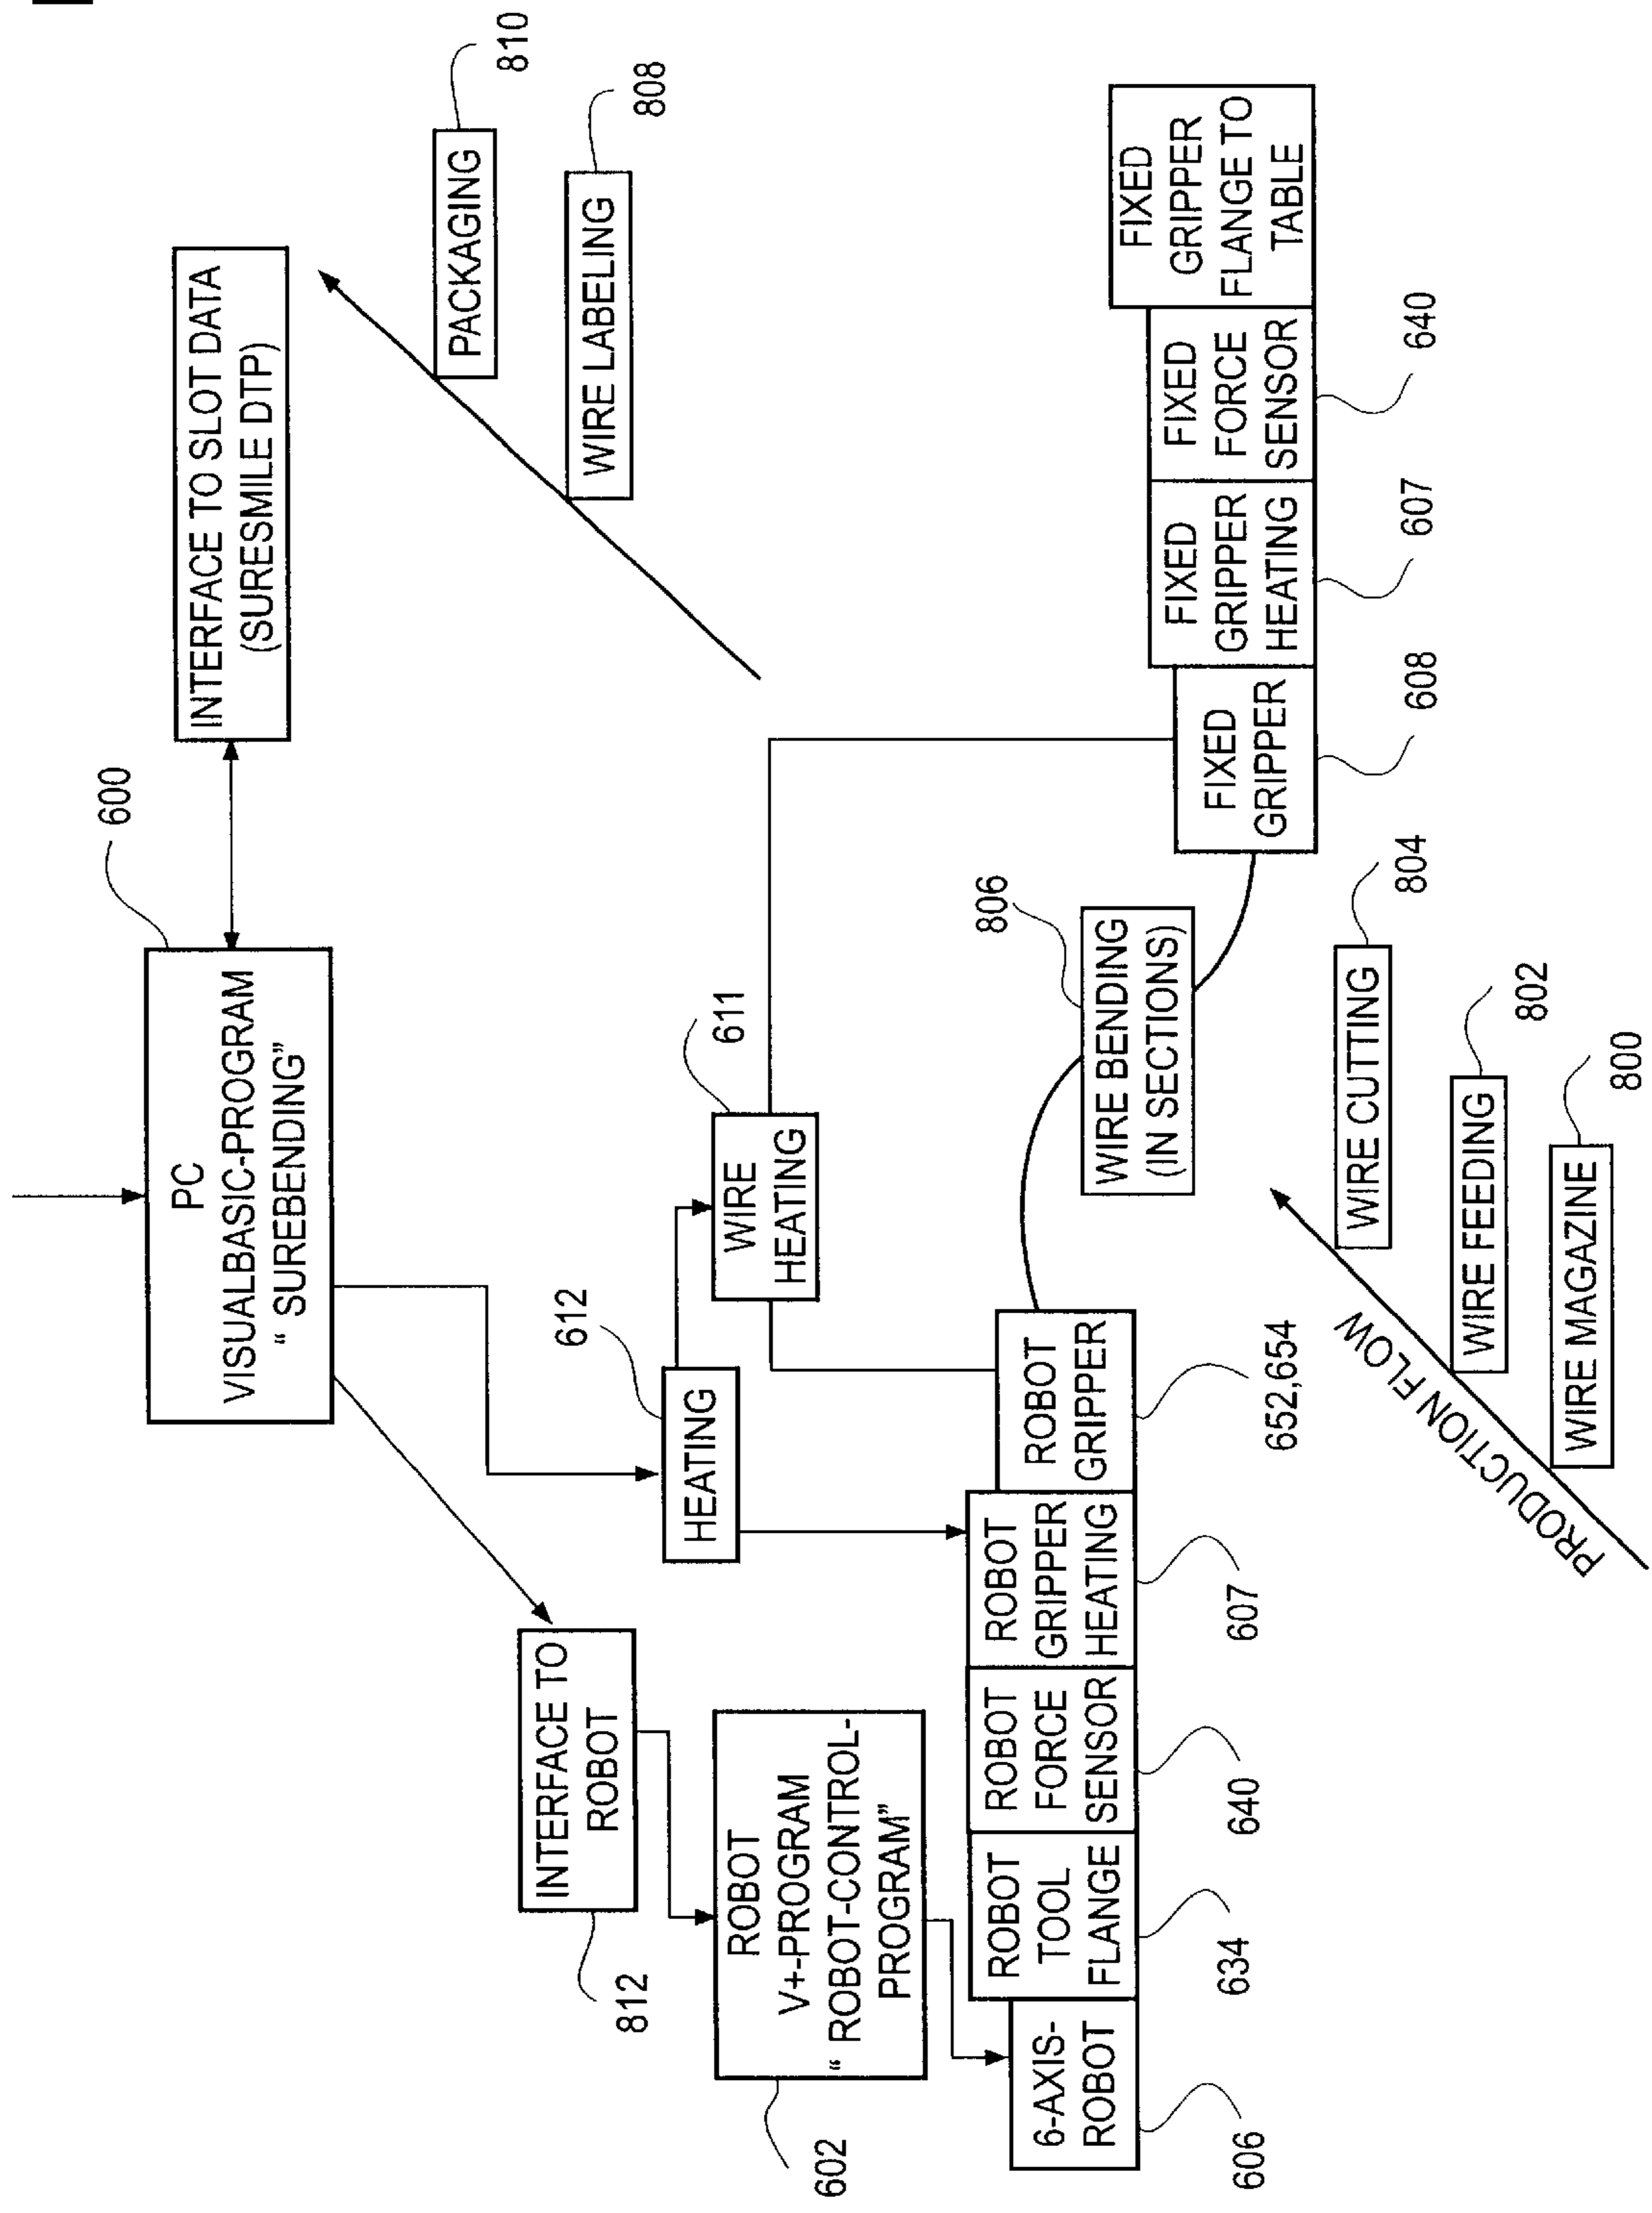 600
PC
VISUALBASIC-PROGRAM
“ SUREBENDING”
INTERFACE TO SLOT DATA
(SURESMILE DTP)
810
PACKAGING
808
WIRE LABELING
INTERFACE TO
ROBOT
812
612
HEATING
611
WIRE
HEATING
ROBOT
V+-PROGRAM
“ ROBOT-CONTROL-
PROGRAM”
602
6-AXIS-
ROBOT
606
ROBOT
TOOL
FLANGE
634
ROBOT
FORCE
SENSOR
640
ROBOT
GRIPPER
HEATING
607
ROBOT
GRIPPER
652,654
806
WIRE BENDING
(IN SECTIONS)
FIXED
GRIPPER
608
FIXED
GRIPPER
HEATING
607
FIXED
FORCE
SENSOR
640
FIXED
GRIPPER
FLANGE TO
TABLE
804
WIRE CUTTING
802
WIRE FEEDING
800
WIRE MAGAZINE
PRODUCTION FLOW